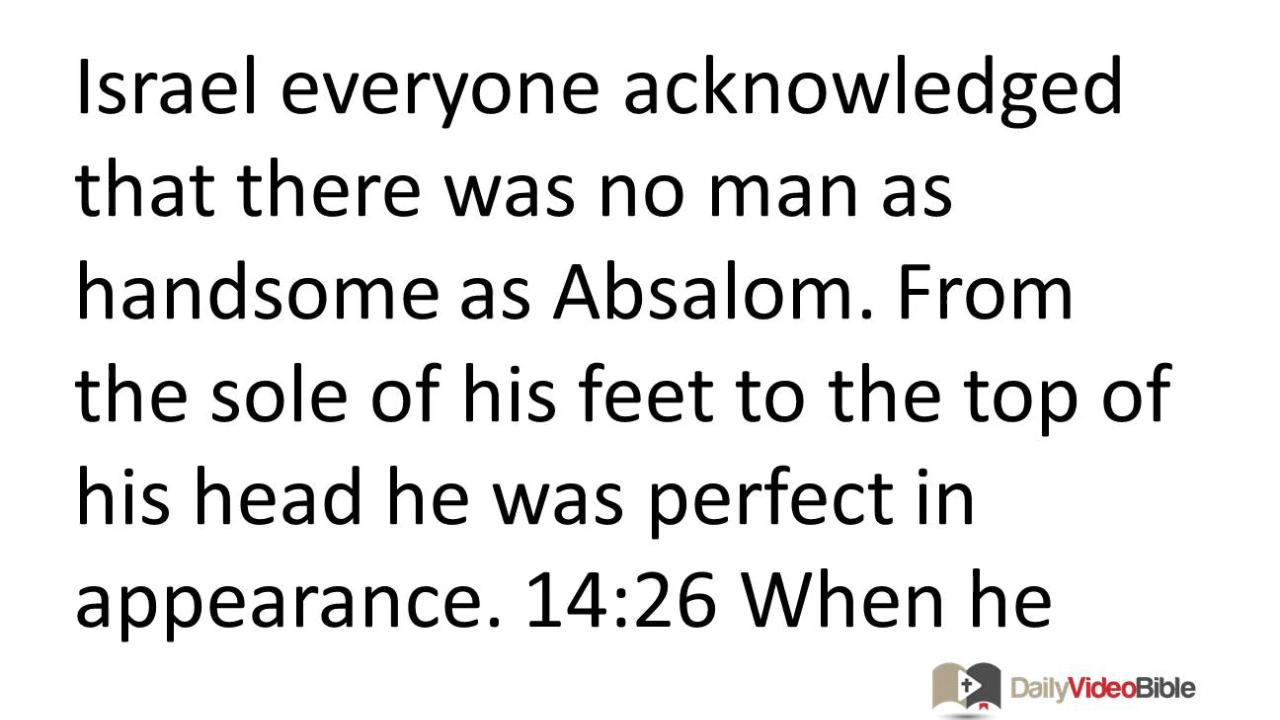 Israel everyone acknowledged
that there was no man as
handsome as Absalom. From
the sole of his feet to the top of
his head he was perfect in
appearance. 14:26 When he
DailyVideoBible